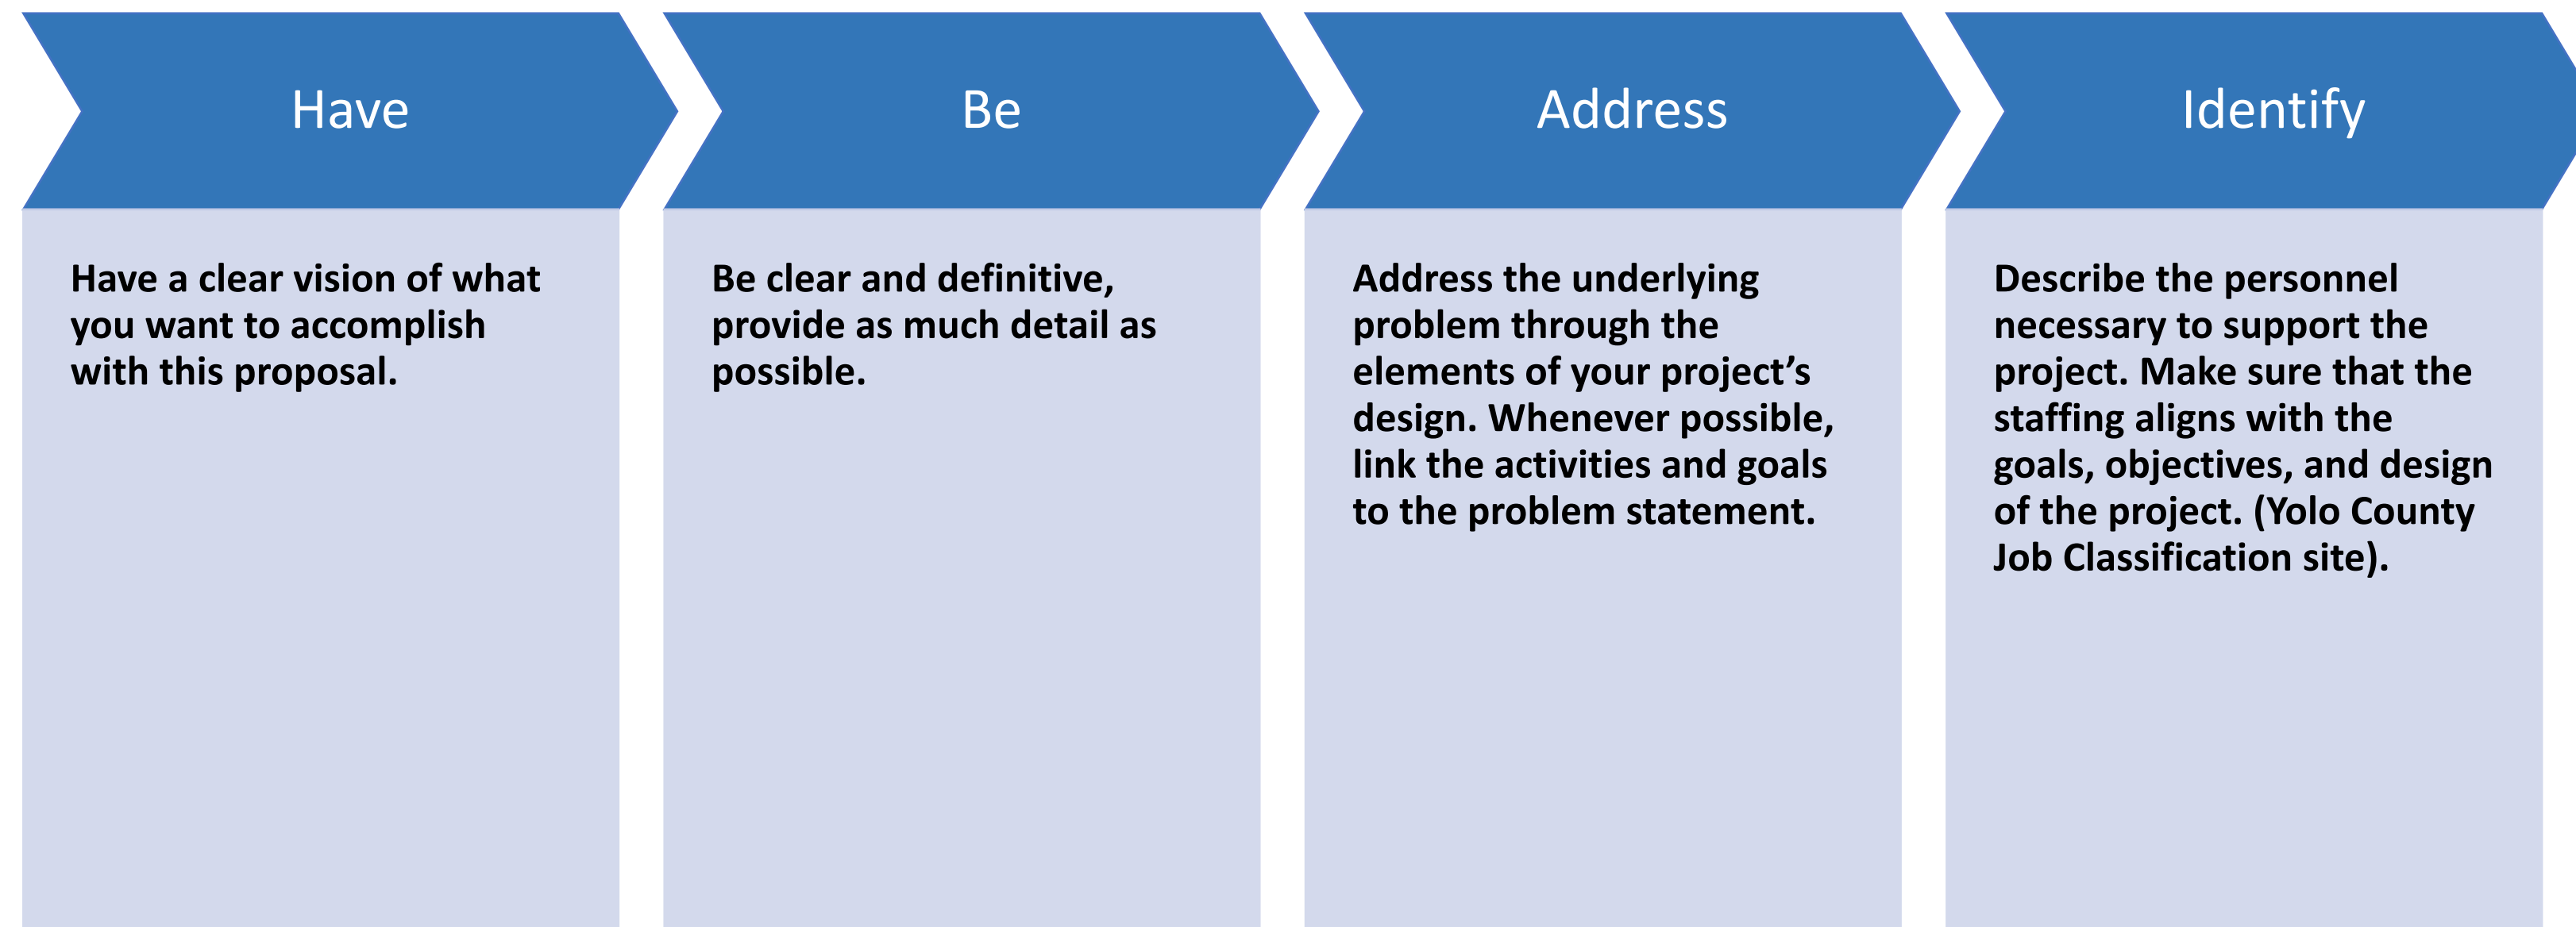 Have
Have a clear vision of what
you want to accomplish
with this proposal.
Be
Be clear and definitive,
provide as much detail as
possible.
Address
Address the underlying
problem through the
elements of your project’s
design. Whenever possible,
link the activities and goals
to the problem statement.
Identify
Describe the personnel
necessary to support the
project. Make sure that the
staffing aligns with the
goals, objectives, and design
of the project. (Yolo County
Job Classification site).